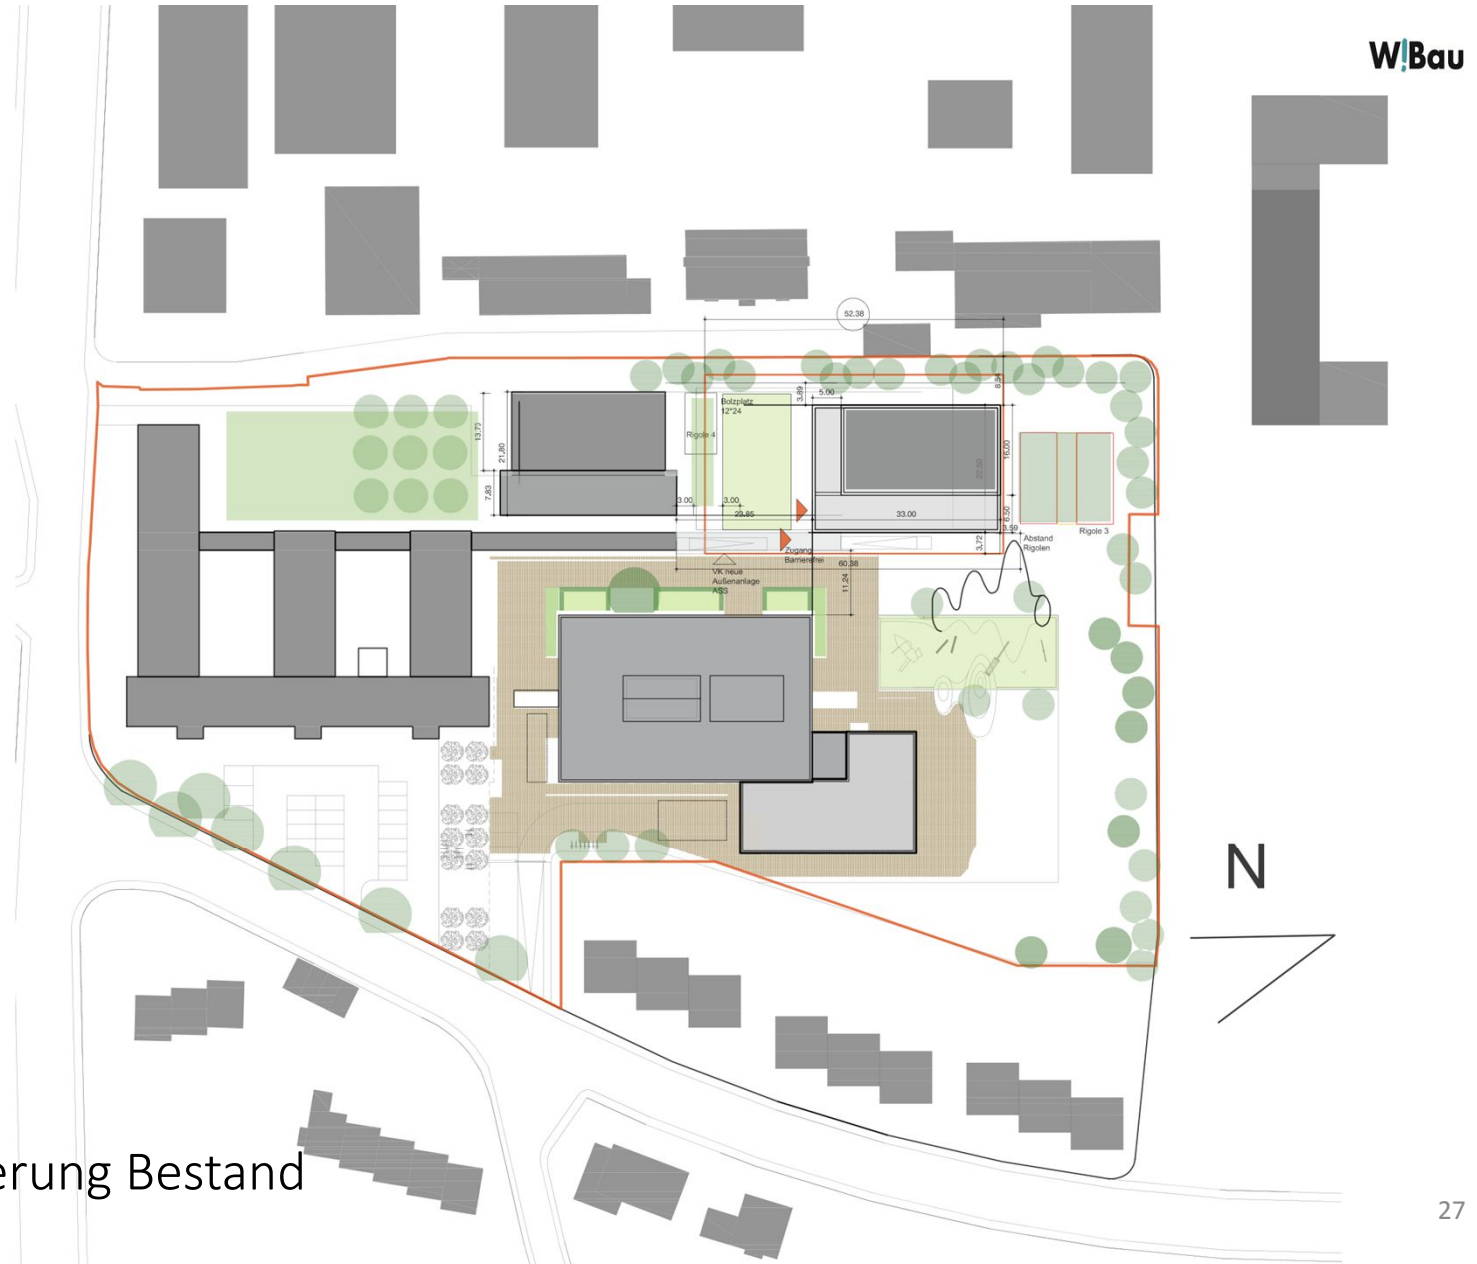 W!Bau
52.38
8.54
3.89
5.00
Bolzplatz
12*24
13.73
21,80
Rigole 4
16.00
22.50
7,83
3.00
3.00
23.85
33.00
6.50
3.59
Rigole 3
3,72
Abstand
Rigolen
Zugang
Barrierefrei
60.38
VK neue
Außenanlage
ASS
11.24
N
erung Bestand
27